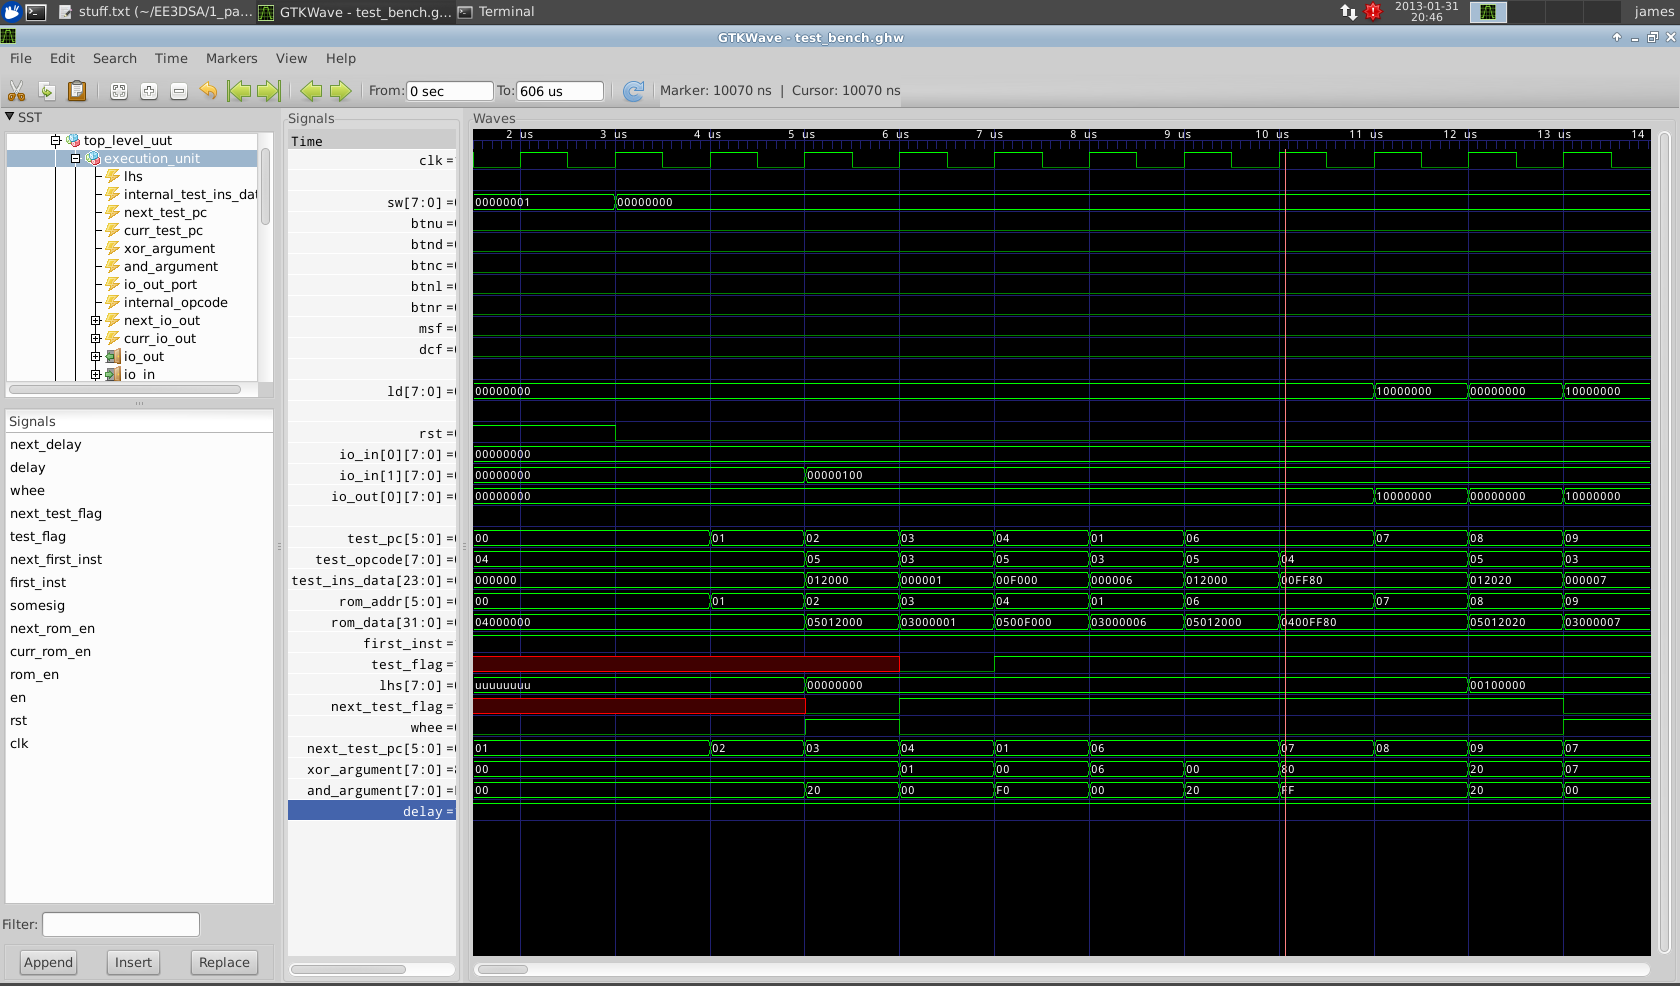 stuff.txt (~/EE3DSA/1_pa... GTKWave - test_bench.g... Terminal 2013-01-31 20:46 james
GTKWave - test_bench.ghw
File Edit Search Time Markers View Help
From: 0 sec To: 606 us Marker: 10070 ns | Cursor: 10070 ns
SST
top_level_uut
execution_unit
lhs
internal_test_ins_dat
next_test_pc
curr_test_pc
xor_argument
and_argument
io_out_port
internal_opcode
next_io_out
curr_io_out
io_out
io_in
Signals
next_delay
delay
whee
next_test_flag
test_flag
next_first_inst
first_inst
somesig
next_rom_en
curr_rom_en
rom_en
en
rst
clk
Filter:
Append Insert Replace
Signals
Time
clk =
sw[7:0] =
btnu =
btnd =
btnc =
btnl =
btnr =
msf =
dcf =
ld[7:0] =
rst =
io_in[0][7:0] =
io_in[1][7:0] =
io_out[0][7:0] =
test_pc[5:0] =
test_opcode[7:0] =
test_ins_data[23:0] =
rom_addr[5:0] =
rom_data[31:0] =
first_inst =
test_flag =
lhs[7:0] =
next_test_flag =
whee =
next_test_pc[5:0] =
xor_argument[7:0] =
and_argument[7:0] =
delay =
Waves
2 us 3 us 4 us 5 us 6 us 7 us 8 us 9 us 10 us 11 us 12 us 13 us 14
00000001 00000000
00000000 10000000 00000000 10000000
00000000
00000000 00000100
00000000 10000000 00000000 10000000
00 01 02 03 04 01 06 07 08 09
04 05 03 05 03 05 04 05 03
000000 012000 000001 00F000 000006 012000 00FF80 012020 000007
00 01 02 03 04 01 06 07 08 09
04000000 05012000 03000001 0500F000 03000006 05012000 0400FF80 05012020 03000007
uuuuuuuu 00000000 00100000
01 02 03 04 01 06 07 08 09 07
00 01 00 06 00 80 20 07
00 20 00 F0 00 20 FF 20 00